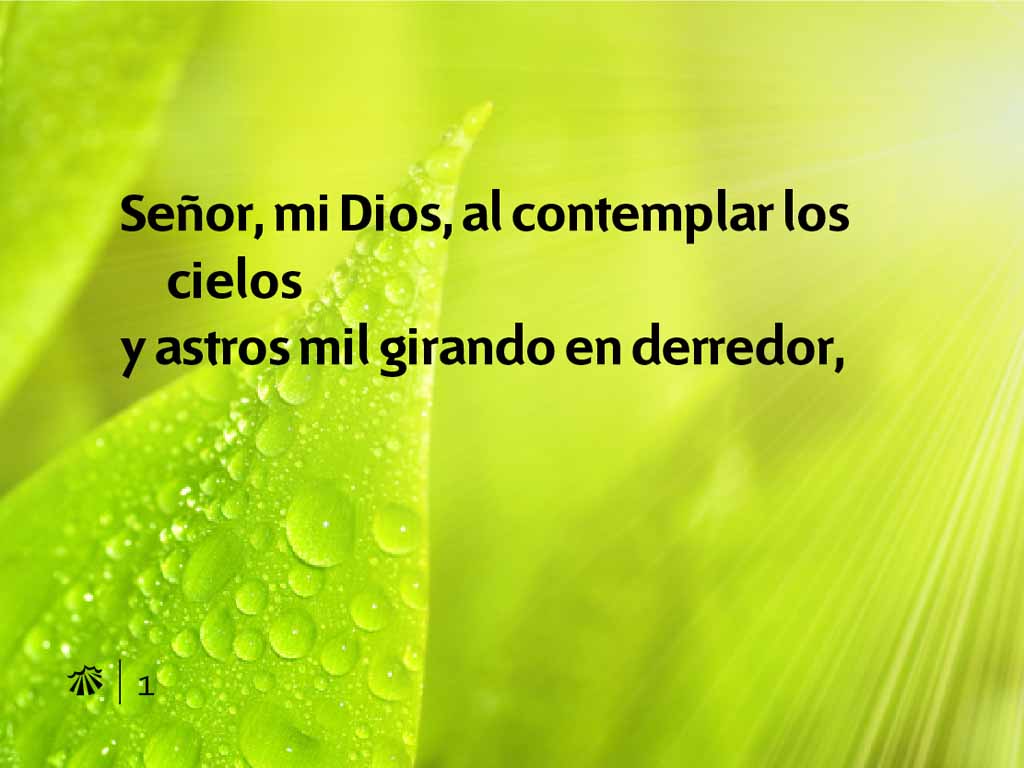 Señor, mi Dios, al contemplar los
cielos
y astros mil girando en derredor,
1